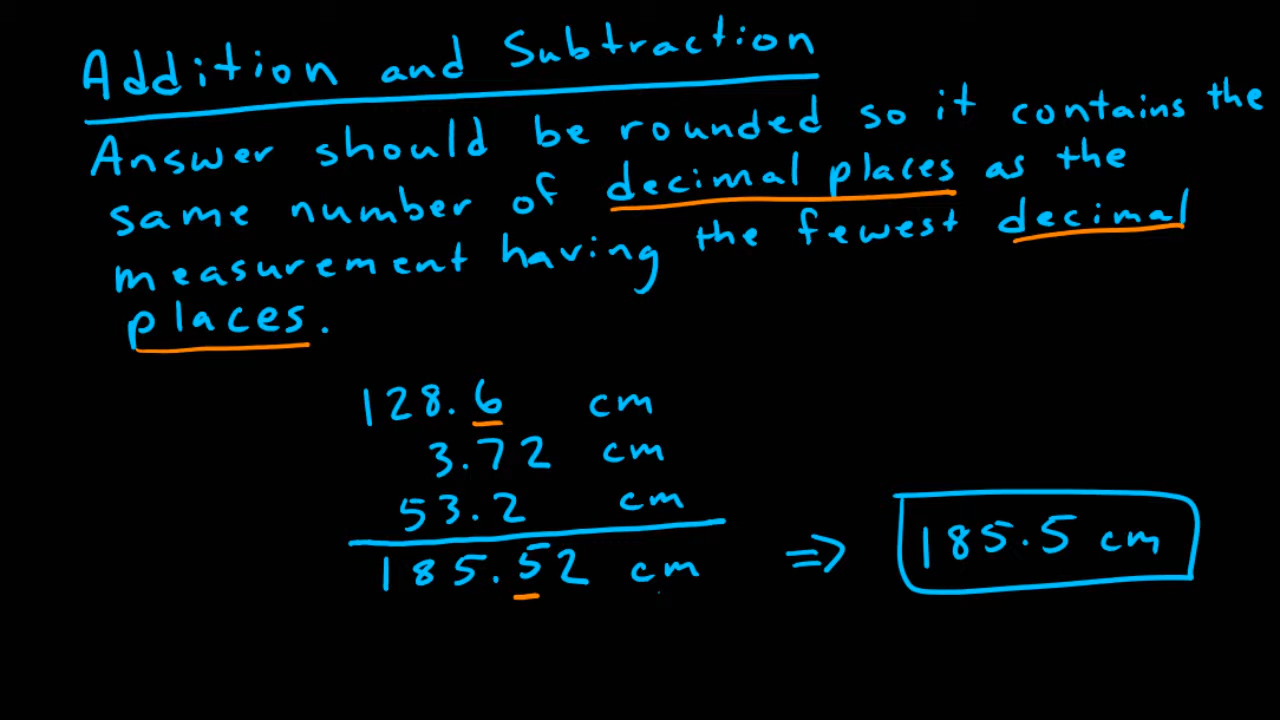 Addition and Subtraction
Answer should be rounded so it contains the
same number of decimal places as the
measurement having the fewest decimal
places.
128.6 cm
3.72 cm
53.2 cm
185.52 cm => 185.5 cm